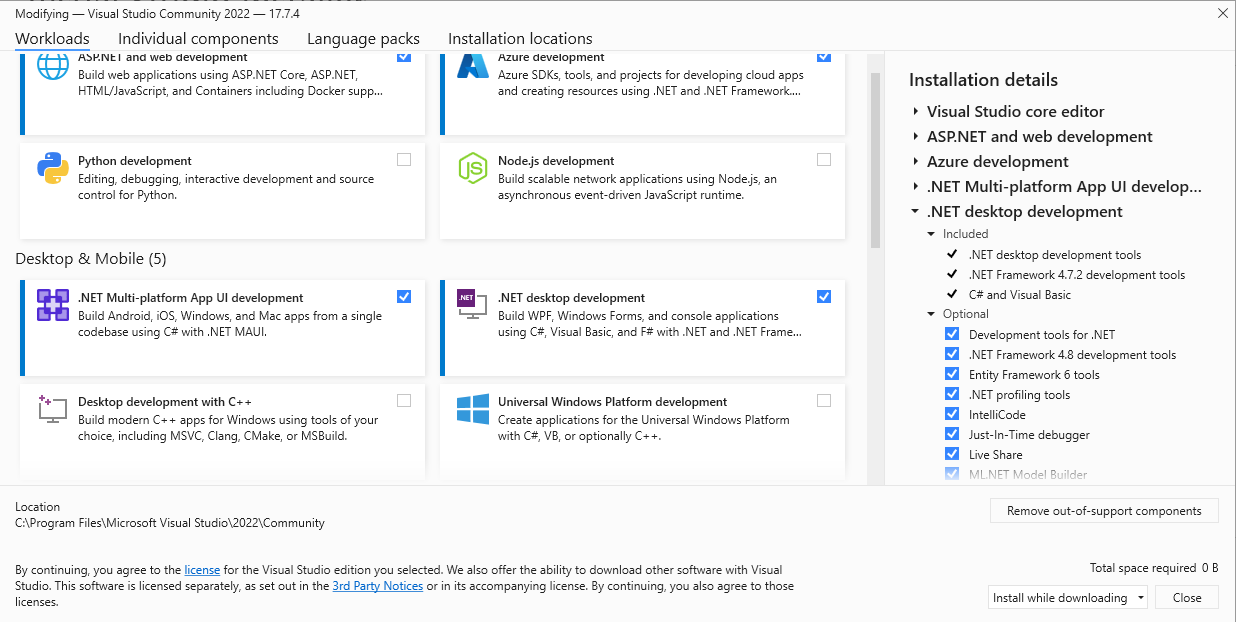 Modifying — Visual Studio Community 2022 — 17.7.4
Workloads
Individual components
Language packs
Installation locations
ASP.NET and web development
Build web applications using ASP.NET Core, ASP.NET,
HTML/JavaScript, and Containers including Docker supp...
Azure development
Azure SDKs, tools, and projects for developing cloud apps
and creating resources using .NET and .NET Framework....
Python development
Editing, debugging, interactive development and source
control for Python.
Node.js development
Build scalable network applications using Node.js, an
asynchronous event-driven JavaScript runtime.
Desktop & Mobile (5)
.NET Multi-platform App UI development
Build Android, iOS, Windows, and Mac apps from a single
codebase using C# with .NET MAUI.
.NET
.NET desktop development
Build WPF, Windows Forms, and console applications
using C#, Visual Basic, and F# with .NET and .NET Frame...
Desktop development with C++
Build modern C++ apps for Windows using tools of your
choice, including MSVC, Clang, CMake, or MSBuild.
Universal Windows Platform development
Create applications for the Universal Windows Platform
with C#, VB, or optionally C++.
Installation details
Visual Studio core editor
ASP.NET and web development
Azure development
.NET Multi-platform App UI develop...
.NET desktop development
Included
.NET desktop development tools
.NET Framework 4.7.2 development tools
C# and Visual Basic
Optional
Development tools for .NET
.NET Framework 4.8 development tools
Entity Framework 6 tools
.NET profiling tools
IntelliCode
Just-In-Time debugger
Live Share
ML.NET Model Builder
Location
C:\Program Files\Microsoft Visual Studio\2022\Community
Remove out-of-support components
By continuing, you agree to the license for the Visual Studio edition you selected. We also offer the ability to download other software with Visual
Studio. This software is licensed separately, as set out in the 3rd Party Notices or in its accompanying license. By continuing, you also agree to those
licenses.
Total space required 0 B
Install while downloading
Close